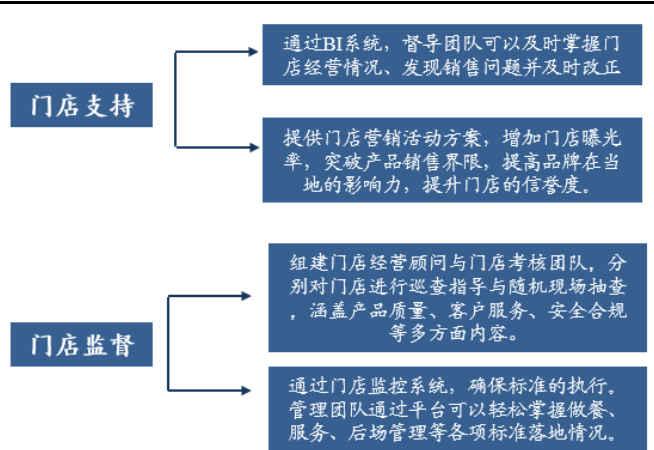 门店支持
通过BI系统，督导团队可以及时掌握门
店经营情况、发现销售问题并及时改正
提供门店营销活动方案，增加门店曝光
率，突破产品销售界限，提高品牌在当
地的影响力，提升门店的信誉度。
门店监督
组建门店经营顾问与门店考核团队，分
别对门店进行巡查指导与随机现场抽查
，涵盖产品质量、客户服务、安全合规
等多方面内容。
通过门店监控系统，确保标准的执行。
管理团队通过平台可以轻松掌握做餐、
服务、后场管理等各项标准落地情况。